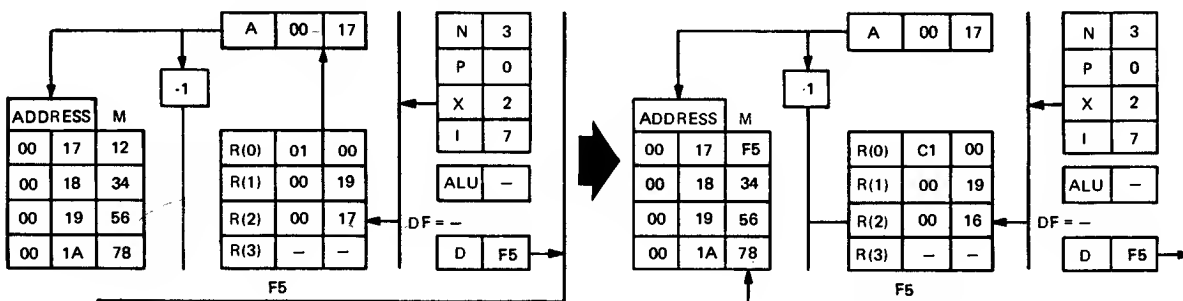 A 00 17
-1
ADDRESS M
00 17 12
00 18 34
00 19 56
00 1A 78
R(0) 01 00
R(1) 00 19
R(2) 00 17
R(3) – –
N 3
P 0
X 2
I 7
ALU –
DF = –
D F5
F5
A 00 17
-1
ADDRESS M
00 17 F5
00 18 34
00 19 56
00 1A 78
R(0) C1 00
R(1) 00 19
R(2) 00 16
R(3) – –
N 3
P 0
X 2
I 7
ALU –
DF = –
D F5
F5